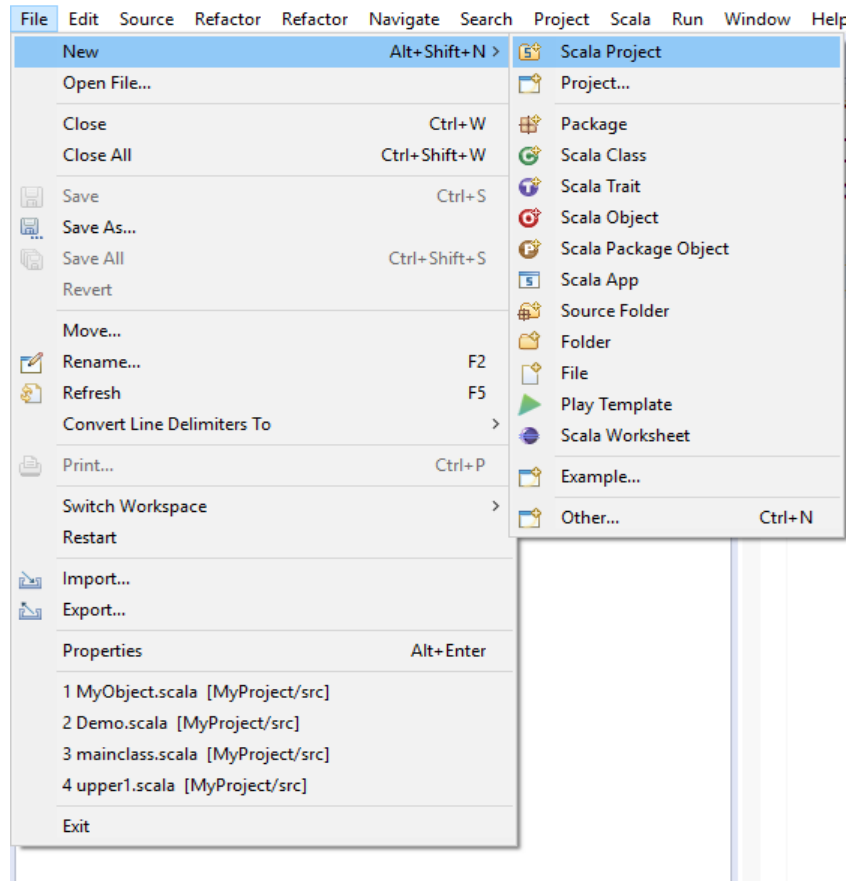 File Edit Source Refactor Refactor Navigate Search Project Scala Run Window Help
New Alt+Shift+N >
Open File...
Close Ctrl+W
Close All Ctrl+Shift+W
Save Ctrl+S
Save As...
Save All Ctrl+Shift+S
Revert
Move...
Rename... F2
Refresh F5
Convert Line Delimiters To >
Print... Ctrl+P
Switch Workspace >
Restart
Import...
Export...
Properties Alt+Enter
1 MyObject.scala [MyProject/src]
2 Demo.scala [MyProject/src]
3 mainclass.scala [MyProject/src]
4 upper1.scala [MyProject/src]
Exit
Scala Project
Project...
Package
Scala Class
Scala Trait
Scala Object
Scala Package Object
Scala App
Source Folder
Folder
File
Play Template
Scala Worksheet
Example...
Other... Ctrl+N